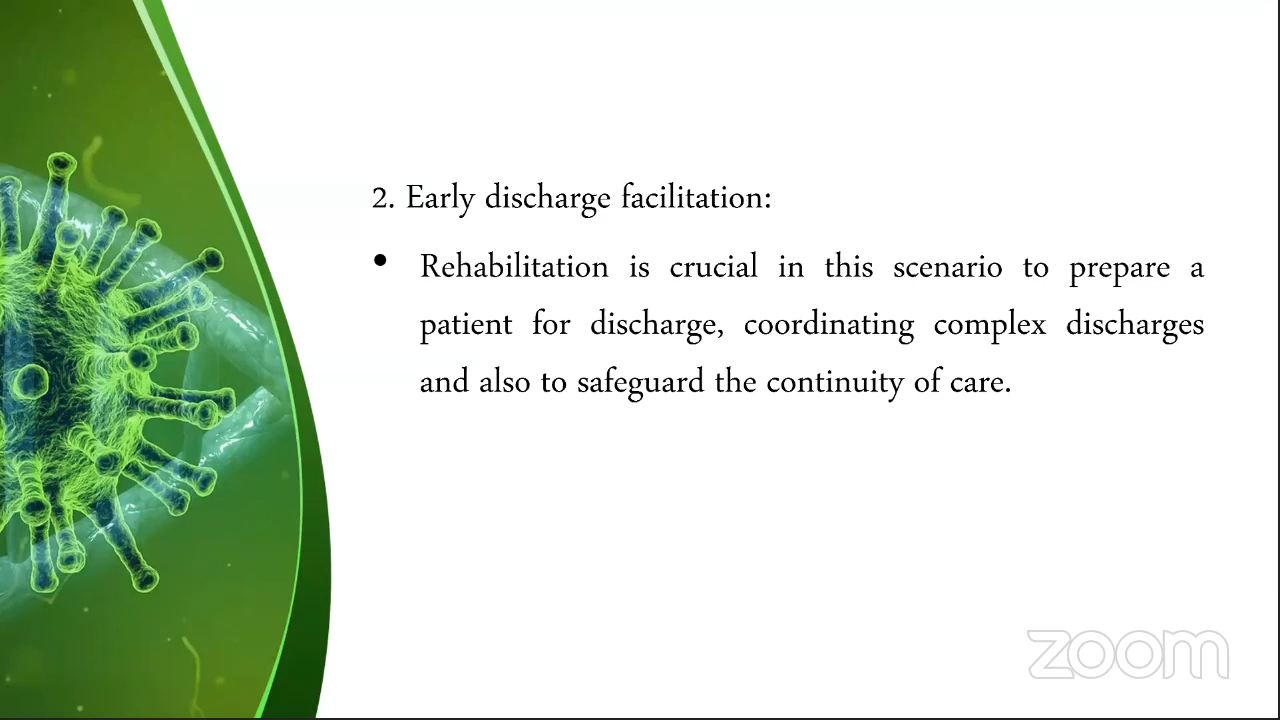 2. Early discharge facilitation:
• Rehabilitation is crucial in this scenario to prepare a
patient for discharge, coordinating complex discharges
and also to safeguard the continuity of care.
zoom